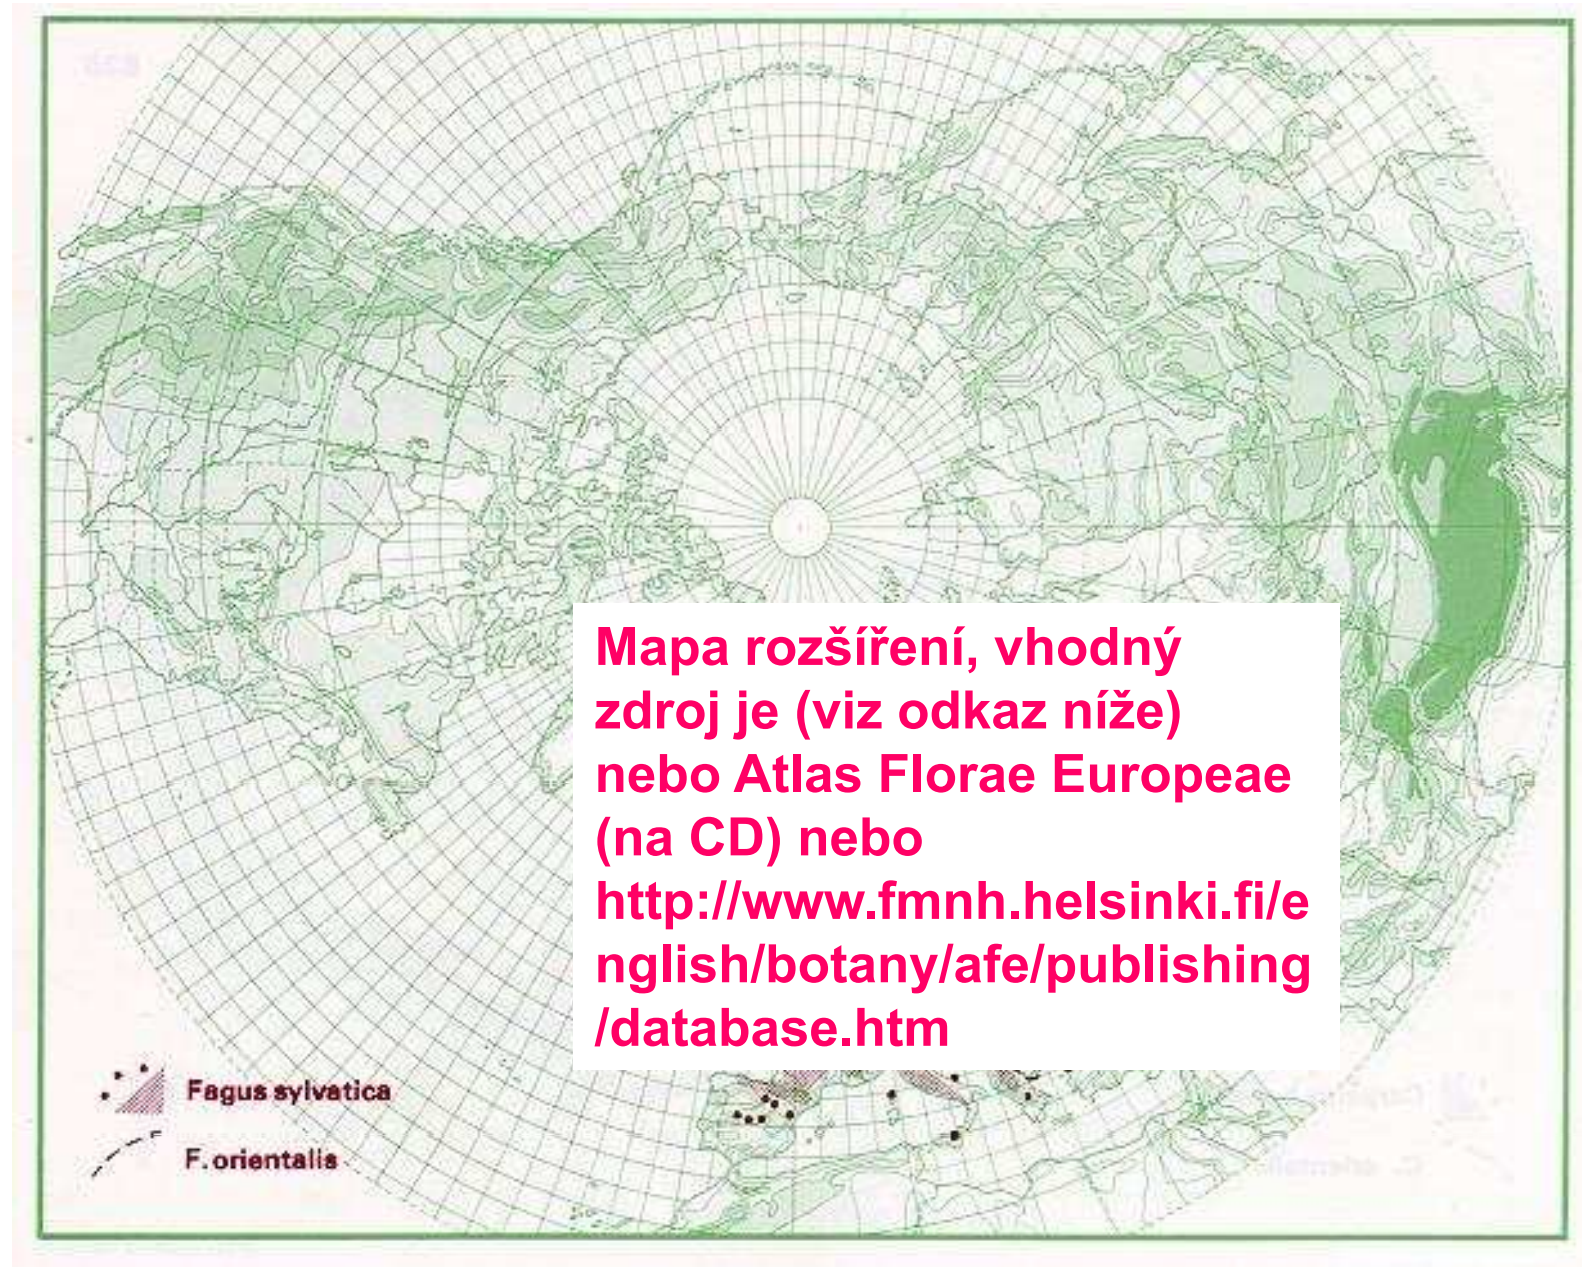 Mapa rozšíření, vhodný
zdroj je (viz odkaz níže)
nebo Atlas Florae Europeae
(na CD) nebo
http://www.fmnh.helsinki.fi/e
nglish/botany/afe/publishing
/database.htm
Fagus sylvatica
F. orientalis